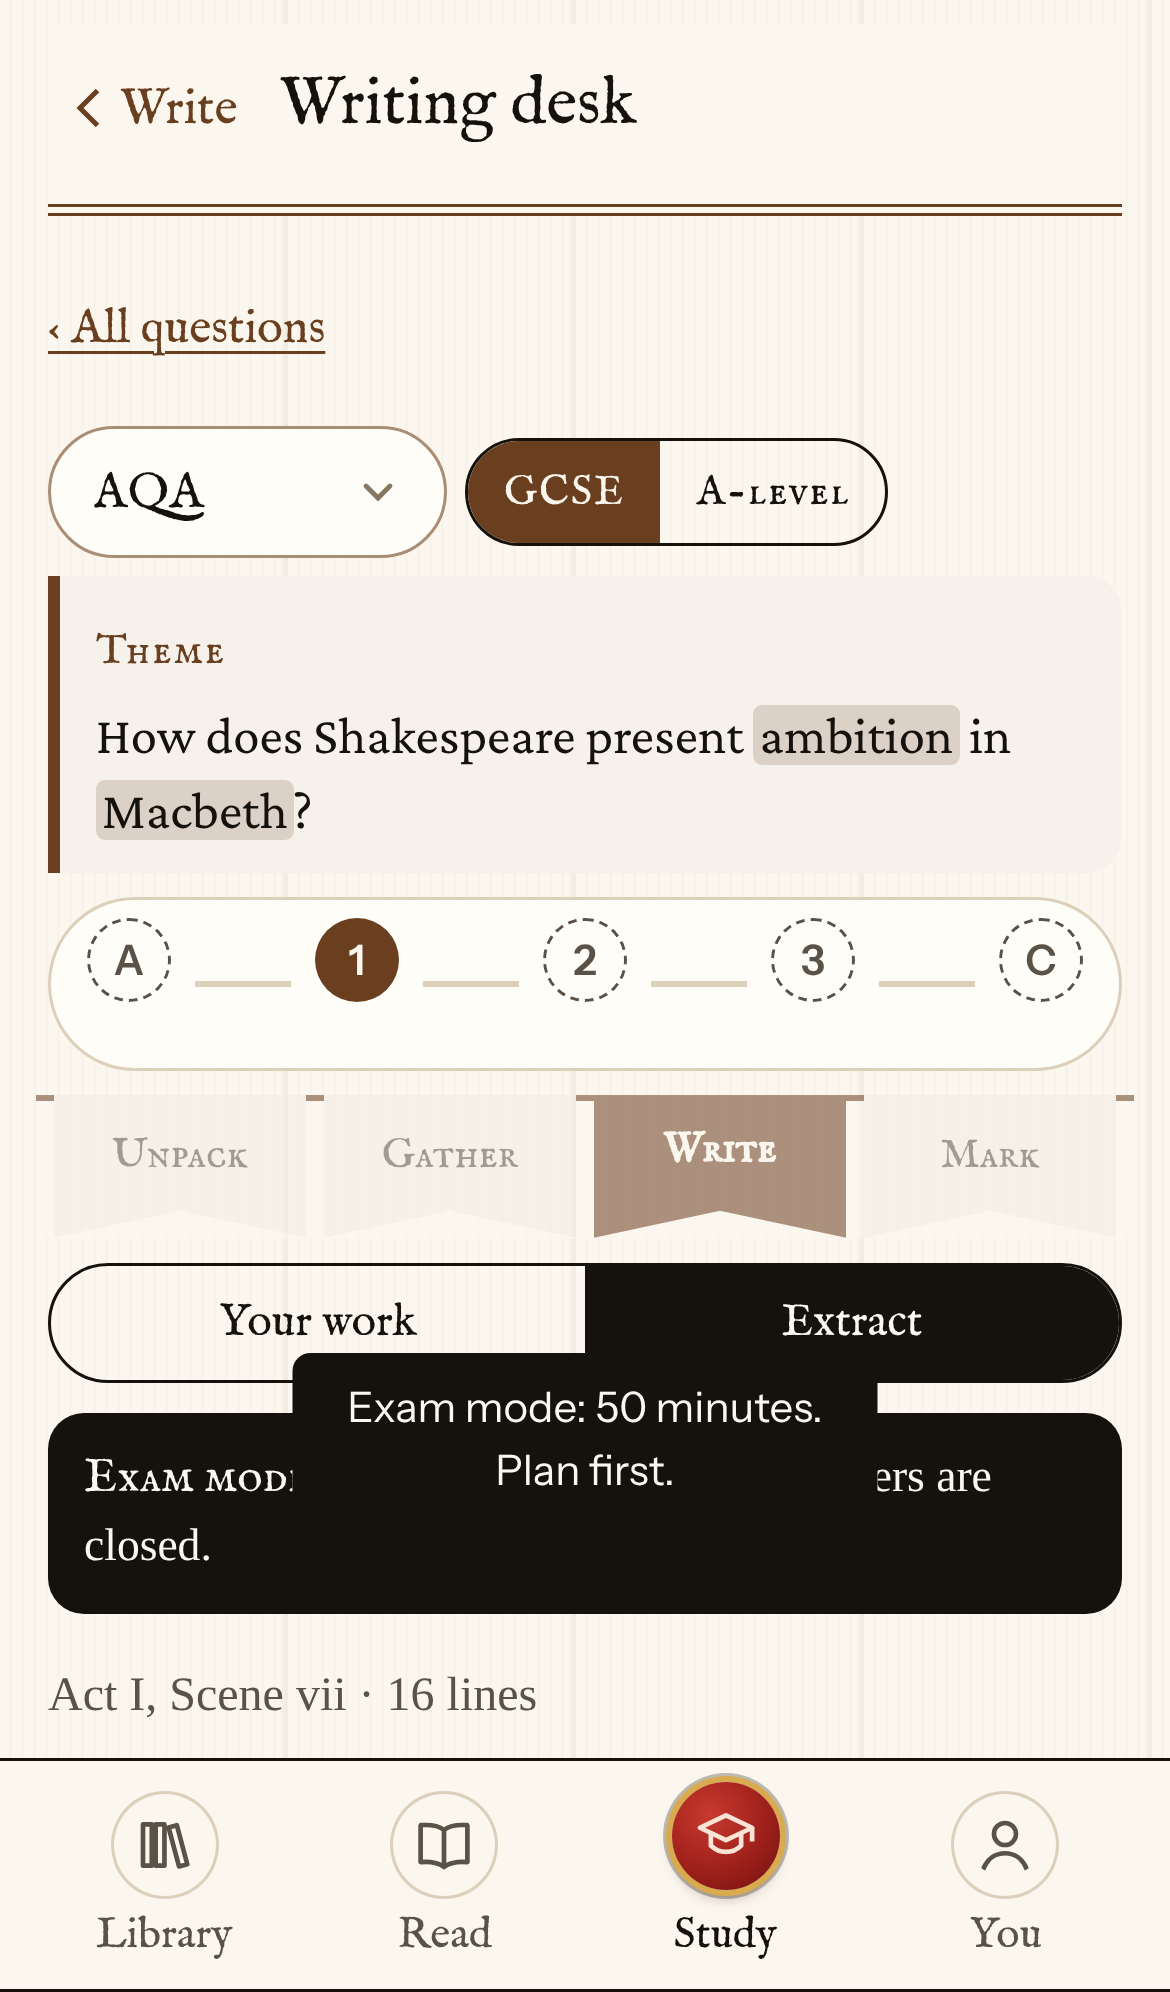 Write Writing desk
‹ All questions
AQA GCSE A-LEVEL
THEME
How does Shakespeare present ambition in
Macbeth?
A 1 2 3 C
UNPACK GATHER WRITE MARK
Your work Extract
Exam mode: 50 minutes.
Plan first.
EXAM are
closed.
Act I, Scene vii · 16 lines
Library Read Study You